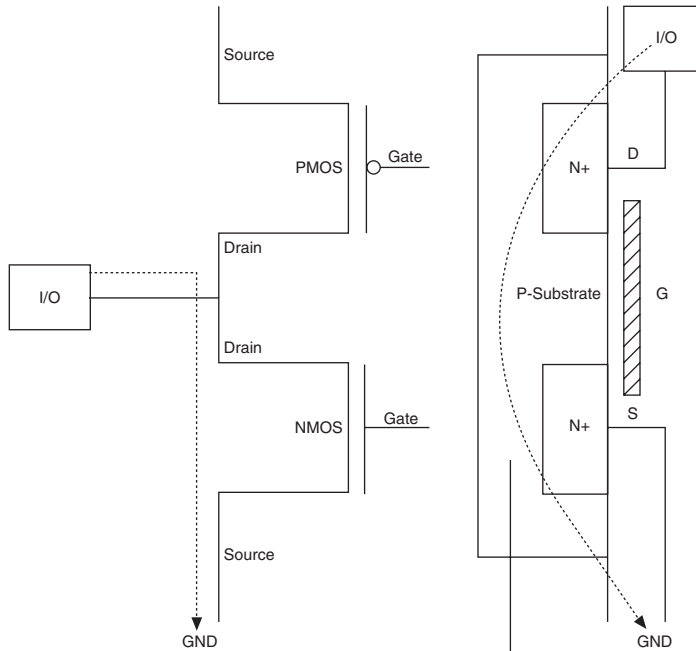 Source
PMOS
Gate
Drain
I/O
Drain
NMOS
Gate
Source
GND
I/O
N+
D
P-Substrate
G
S
N+
GND